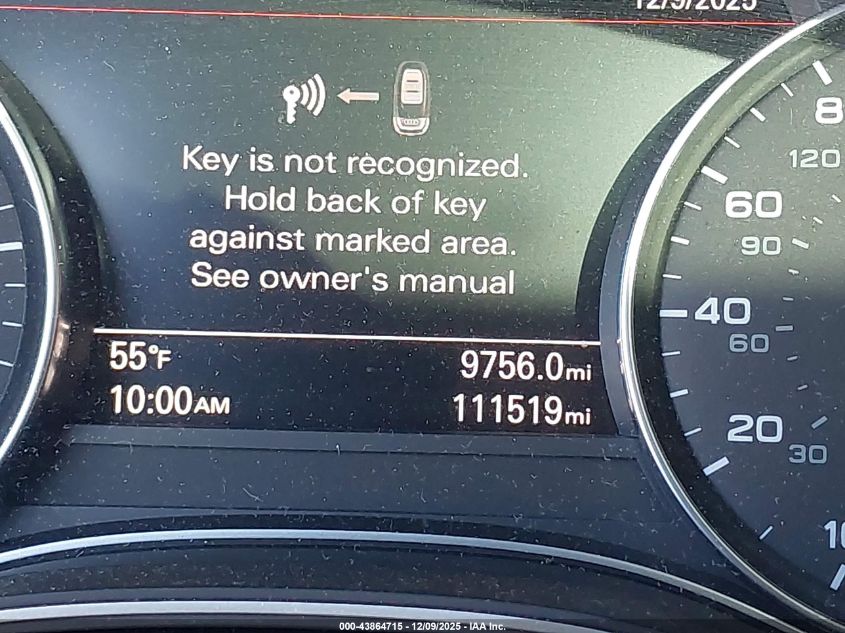 12/9/2025
Key is not recognized.
Hold back of key
against marked area.
See owner's manual
55°F
9756.0mi
10:00AM
111519mi
8
120
60
90
40
60
20
30
000-43864715 - 12/09/2025 - IAA Inc.